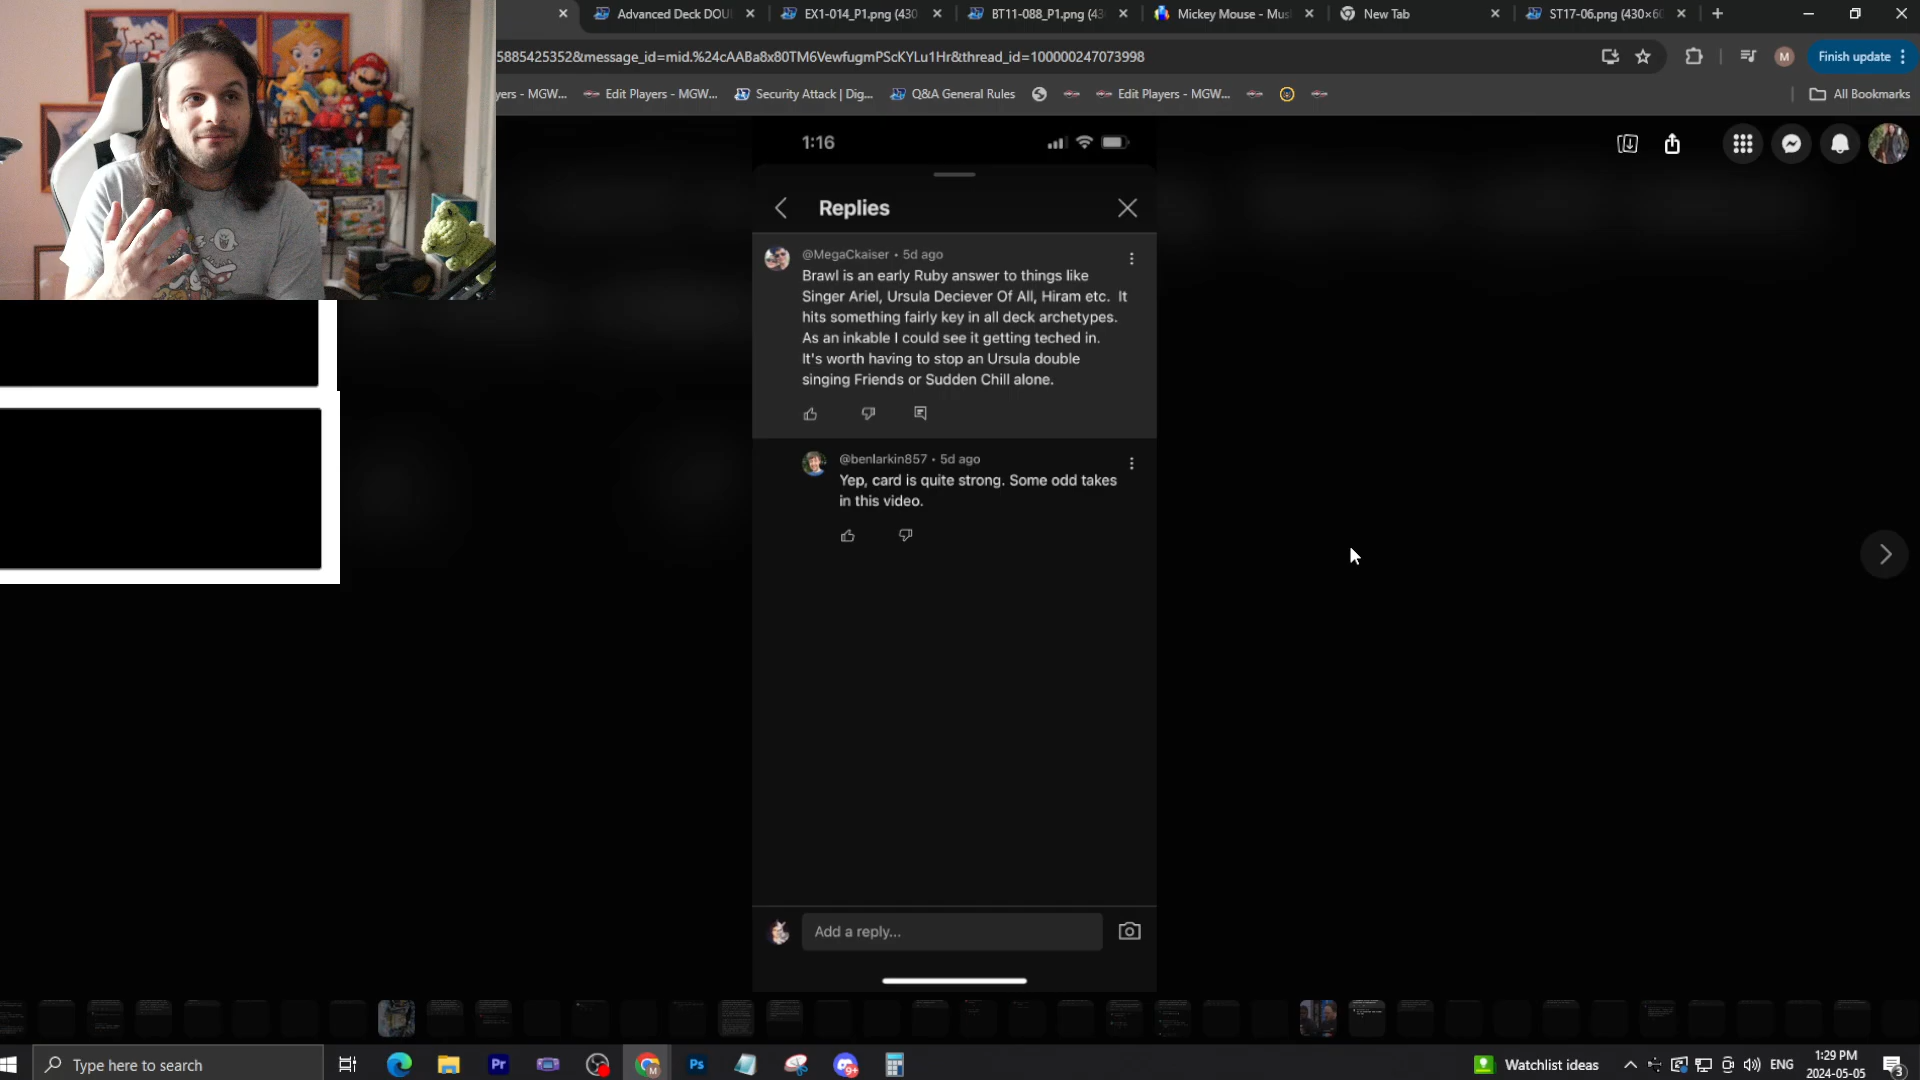 Advanced Deck DOU
EX1-014_P1.png (430
BT11-088_P1.png (43
Mickey Mouse - Mus
New Tab
ST17-06.png (430×60
5885425352&message_id=mid.%24cAABa8x80TM6VewfugmPScKYLu1Hr&thread_id=100000247073998
M
Finish update
yers - MGW...
Edit Players - MGW...
Security Attack | Dig...
Q&A General Rules
Edit Players - MGW...
All Bookmarks
1:16
Replies
@MegaCkaiser • 5d ago
Brawl is an early Ruby answer to things like
Singer Ariel, Ursula Deciever Of All, Hiram etc. It
hits something fairly key in all deck archetypes.
As an inkable I could see it getting teched in.
It's worth having to stop an Ursula double
singing Friends or Sudden Chill alone.
@benlarkin857 • 5d ago
Yep, card is quite strong. Some odd takes
in this video.
Add a reply...
Type here to search
Pr
M
Ps
9+
Watchlist ideas
ENG
1:29 PM
2024-05-05
3